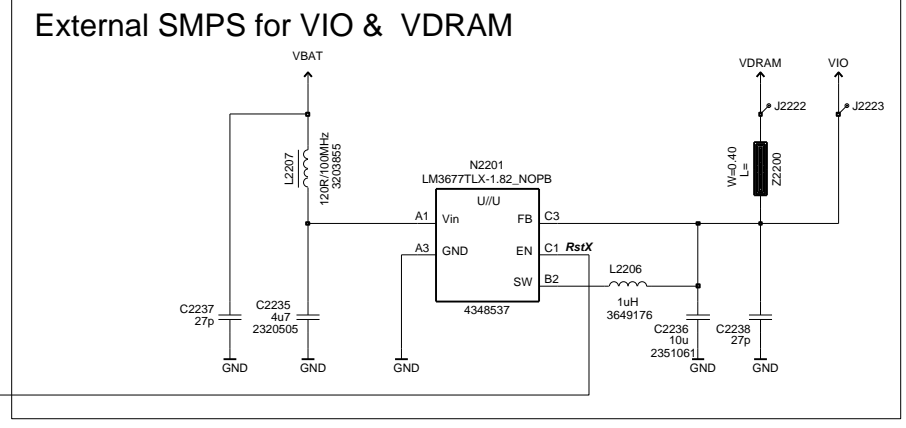 External SMPS for VIO & VDRAM
VBAT
VDRAM
VIO
J2222
J2223
L2207
120R/100MHz
3203855
N2201
LM3677TLX-1.82_NOPB
U//U
W=0.40
L=
Z2200
A1
Vin
FB
C3
A3
GND
EN
C1
RstX
SW
B2
L2206
1uH
3649176
4348537
C2237
27p
C2235
4u7
2320505
C2236
10u
2351061
C2238
27p
GND
GND
GND
GND
GND